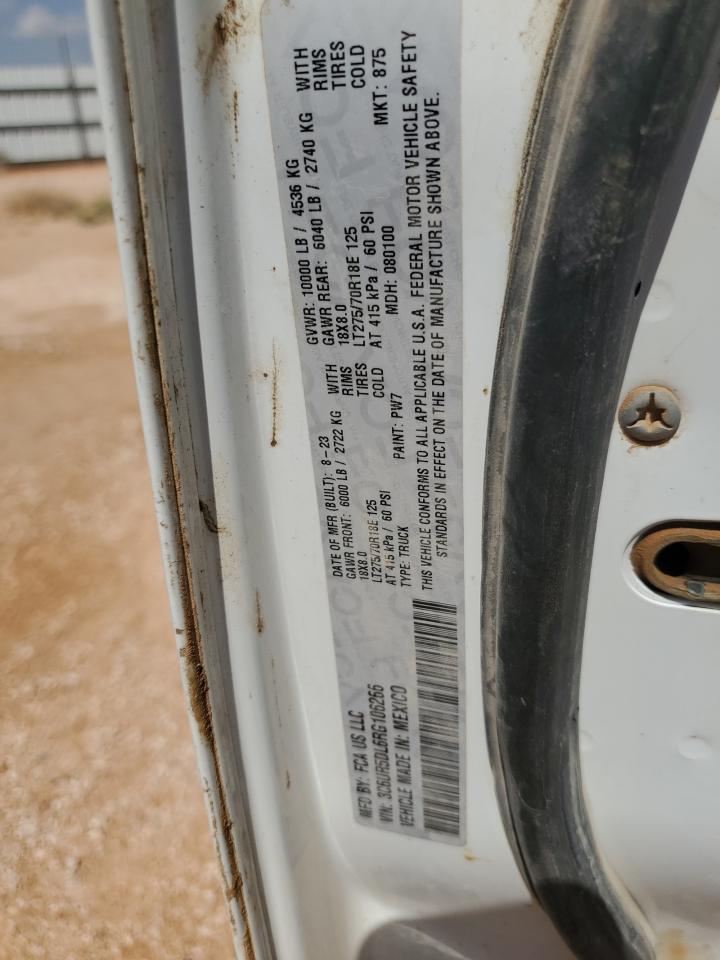 MFD BY: FCA US LLC
DATE OF MFR (BUILT): 8-23
GVWR: 10000 LB / 4536 KG
GAWR FRONT: 6000 LB / 2722 KG
WITH
GAWR REAR: 6040 LB / 2740 KG
WITH
18X8.0
RIMS
18X8.0
RIMS
LT275/70R18E 125
TIRES
LT275/70R18E 125
TIRES
AT 415 kPa / 60 PSI
COLD
AT 415 kPa / 60 PSI
COLD
VIN: 3C6UR5DL6RG106266
TYPE: TRUCK
PAINT: PW7
MDH: 080100
MKT: 875
VEHICLE MADE IN: MEXICO
THIS VEHICLE CONFORMS TO ALL APPLICABLE U.S.A. FEDERAL MOTOR VEHICLE SAFETY
STANDARDS IN EFFECT ON THE DATE OF MANUFACTURE SHOWN ABOVE.